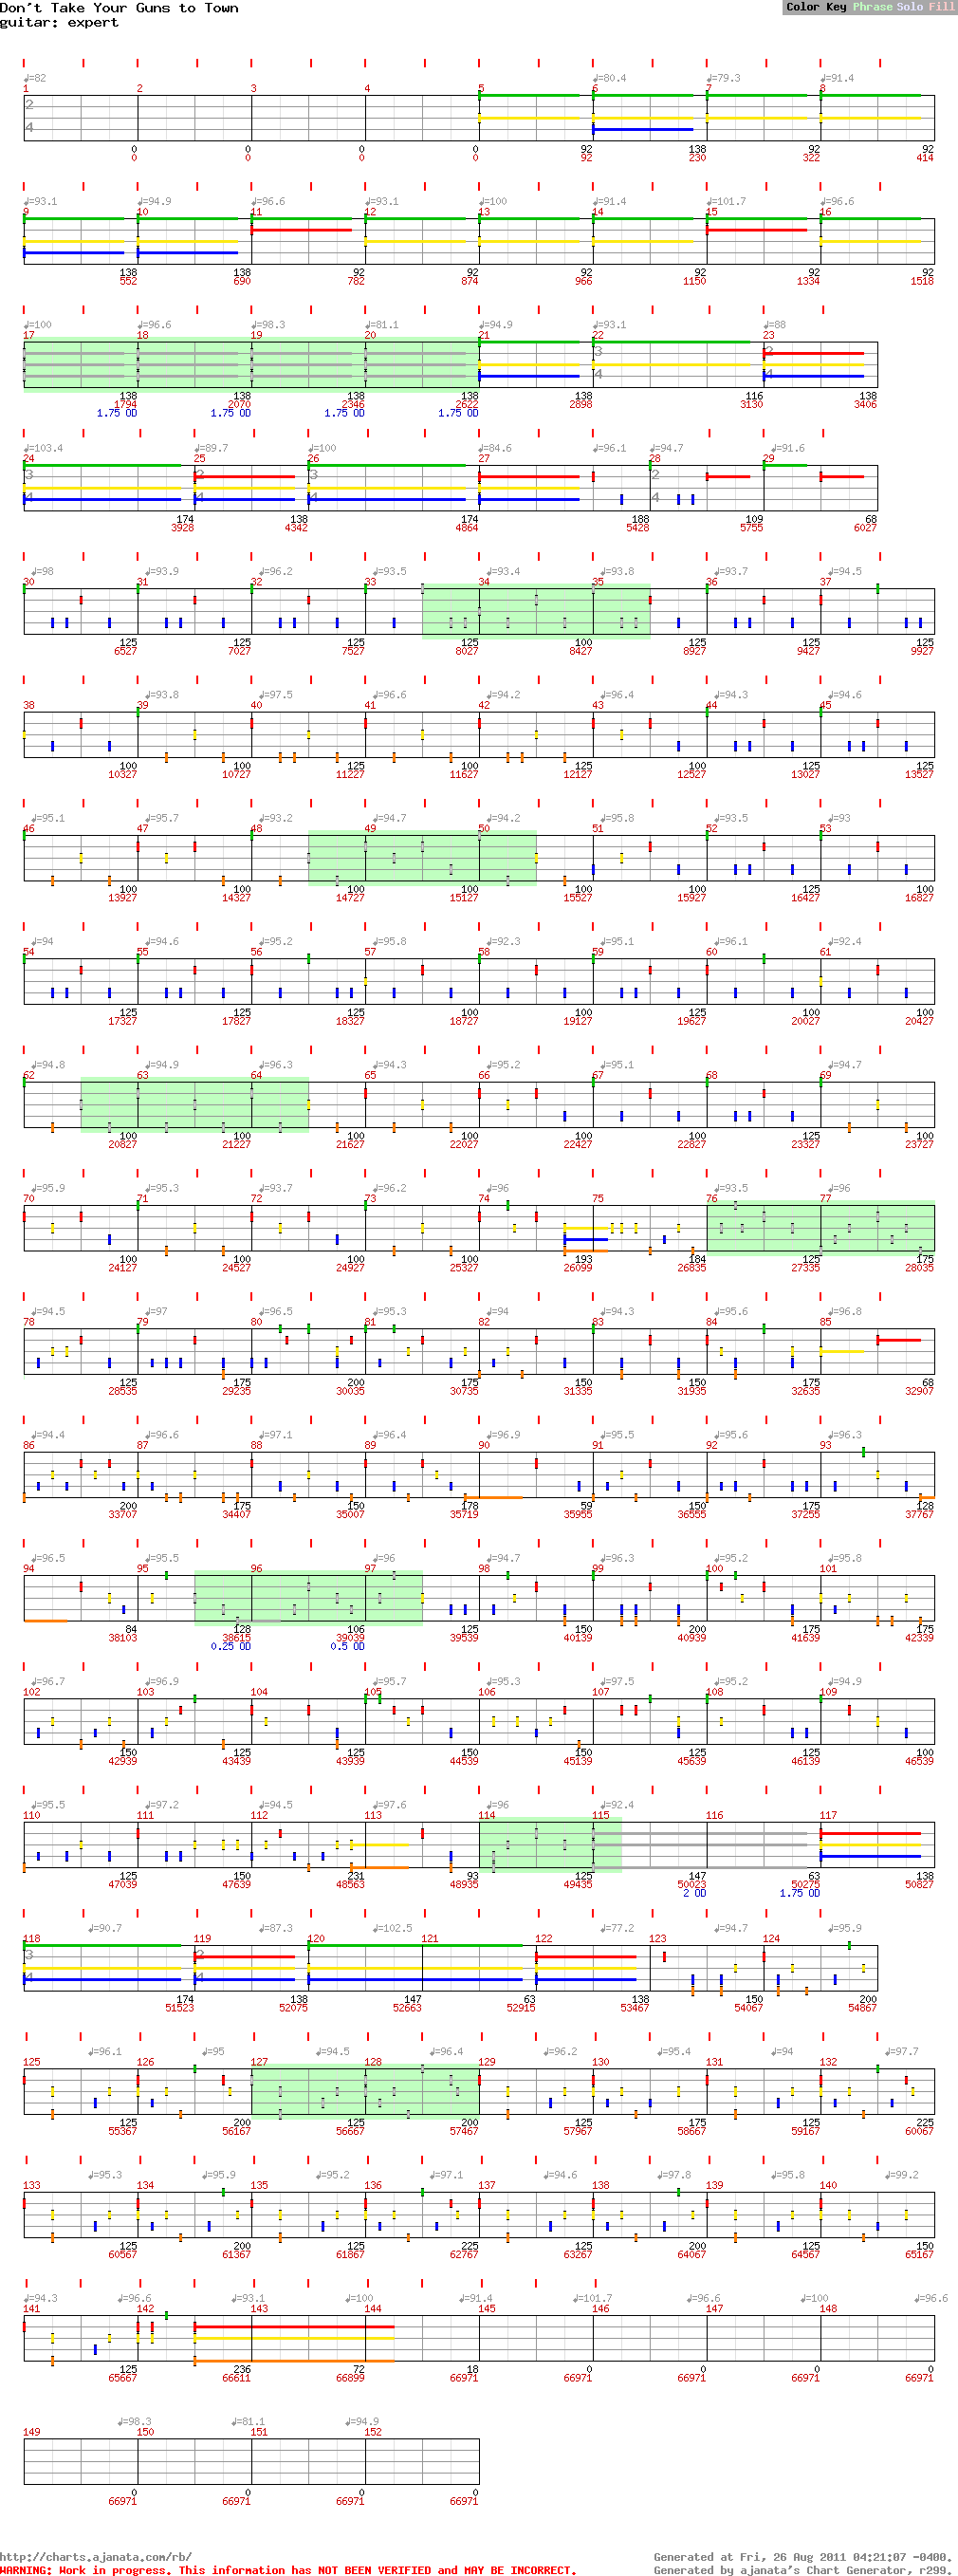 Don't Take Your Guns to Town
guitar: expert
Color Key Phrase Solo Fill
♩=82 ♩=80.4 ♩=79.3 ♩=91.4
1 2 3 4 5 6 7 8
2
4
0 0 0 0 92 138 92 92
0 0 0 0 92 230 322 414
♩=93.1 ♩=94.9 ♩=96.6 ♩=93.1 ♩=100 ♩=91.4 ♩=101.7 ♩=96.6
9 10 11 12 13 14 15 16
138 138 92 92 92 92 92 92
552 690 782 874 966 1150 1334 1518
♩=100 ♩=96.6 ♩=98.3 ♩=81.1 ♩=94.9 ♩=93.1 ♩=88
17 18 19 20 21 22 23
3 2
4 4
138 138 138 138 138 116 138
1794 2070 2346 2622 2898 3130 3406
1.75 OD 1.75 OD 1.75 OD 1.75 OD
♩=103.4 ♩=89.7 ♩=100 ♩=84.6 ♩=96.1 ♩=94.7 ♩=91.6
24 25 26 27 28 29
3 2 3 2
4 4 4 4
174 138 174 188 109 68
3928 4342 4864 5428 5755 6027
♩=98 ♩=93.9 ♩=96.2 ♩=93.5 ♩=93.4 ♩=93.8 ♩=93.7 ♩=94.5
30 31 32 33 34 35 36 37
125 125 125 125 100 125 125 125
6527 7027 7527 8027 8427 8927 9427 9927
♩=93.8 ♩=97.5 ♩=96.6 ♩=94.2 ♩=96.4 ♩=94.3 ♩=94.6
38 39 40 41 42 43 44 45
100 100 125 100 125 100 125 125
10327 10727 11227 11627 12127 12527 13027 13527
♩=95.1 ♩=95.7 ♩=93.2 ♩=94.7 ♩=94.2 ♩=95.8 ♩=93.5 ♩=93
46 47 48 49 50 51 52 53
100 100 100 100 100 100 125 100
13927 14327 14727 15127 15527 15927 16427 16827
♩=94 ♩=94.6 ♩=95.2 ♩=95.8 ♩=92.3 ♩=95.1 ♩=96.1 ♩=92.4
54 55 56 57 58 59 60 61
125 125 125 100 100 125 100 100
17327 17827 18327 18727 19127 19627 20027 20427
♩=94.8 ♩=94.9 ♩=96.3 ♩=94.3 ♩=95.2 ♩=95.1 ♩=94.7
62 63 64 65 66 67 68 69
100 100 100 100 100 100 125 100
20827 21227 21627 22027 22427 22827 23327 23727
♩=95.9 ♩=95.3 ♩=93.7 ♩=96.2 ♩=96 ♩=93.5 ♩=96
70 71 72 73 74 75 76 77
100 100 100 100 193 184 125 175
24127 24527 24927 25327 26099 26835 27335 28035
♩=94.5 ♩=97 ♩=96.5 ♩=95.3 ♩=94 ♩=94.3 ♩=95.6 ♩=96.8
78 79 80 81 82 83 84 85
125 175 200 175 150 150 175 68
28535 29235 30035 30735 31335 31935 32635 32907
♩=94.4 ♩=96.6 ♩=97.1 ♩=96.4 ♩=96.9 ♩=95.5 ♩=95.6 ♩=96.3
86 87 88 89 90 91 92 93
200 175 150 178 59 150 175 128
33707 34407 35007 35719 35955 36555 37255 37767
♩=96.5 ♩=95.5 ♩=96 ♩=94.7 ♩=96.3 ♩=95.2 ♩=95.8
94 95 96 97 98 99 100 101
84 128 106 125 150 200 175 175
38103 38615 39039 39539 40139 40939 41639 42339
0.25 OD 0.5 OD
♩=96.7 ♩=96.9 ♩=95.7 ♩=95.3 ♩=97.5 ♩=95.2 ♩=94.9
102 103 104 105 106 107 108 109
150 125 125 150 150 125 125 100
42939 43439 43939 44539 45139 45639 46139 46539
♩=95.5 ♩=97.2 ♩=94.5 ♩=97.6 ♩=96 ♩=92.4
110 111 112 113 114 115 116 117
125 150 231 93 125 147 63 138
47039 47639 48563 48935 49435 50023 50275 50827
2 OD 1.75 OD
♩=90.7 ♩=87.3 ♩=102.5 ♩=77.2 ♩=94.7 ♩=95.9
118 119 120 121 122 123 124
3 2
4 4
174 138 147 63 138 150 200
51523 52075 52663 52915 53467 54067 54867
♩=96.1 ♩=95 ♩=94.5 ♩=96.4 ♩=96.2 ♩=95.4 ♩=94 ♩=97.7
125 126 127 128 129 130 131 132
125 200 125 200 125 175 125 225
55367 56167 56667 57467 57967 58667 59167 60067
♩=95.3 ♩=95.9 ♩=95.2 ♩=97.1 ♩=94.6 ♩=97.8 ♩=95.8 ♩=99.2
133 134 135 136 137 138 139 140
125 200 125 225 125 200 125 150
60567 61367 61867 62767 63267 64067 64567 65167
♩=94.3 ♩=96.6 ♩=93.1 ♩=100 ♩=91.4 ♩=101.7 ♩=96.6 ♩=100 ♩=96.6
141 142 143 144 145 146 147 148
125 236 72 18 0 0 0 0
65667 66611 66899 66971 66971 66971 66971 66971
♩=98.3 ♩=81.1 ♩=94.9
149 150 151 152
0 0 0 0
66971 66971 66971 66971
http://charts.ajanata.com/rb/
Generated at Fri, 26 Aug 2011 04:21:07 -0400.
WARNING: Work in progress. This information has NOT BEEN VERIFIED and MAY BE INCORRECT.
Generated by ajanata's Chart Generator, r299.